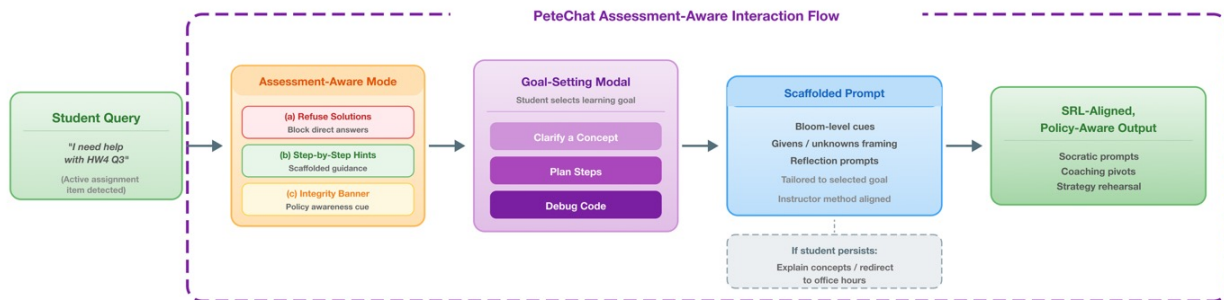 PeteChat Assessment-Aware Interaction Flow
Student Query
"I need help
with HW4 Q3"
(Active assignment
item detected)
Assessment-Aware Mode
(a) Refuse Solutions
Block direct answers
(b) Step-by-Step Hints
Scaffolded guidance
(c) Integrity Banner
Policy awareness cue
Goal-Setting Modal
Student selects learning goal
Clarify a Concept
Plan Steps
Debug Code
Scaffolded Prompt
Bloom-level cues
Givens / unknowns framing
Reflection prompts
Tailored to selected goal
Instructor method aligned
If student persists:
Explain concepts / redirect
to office hours
SRL-Aligned,
Policy-Aware Output
Socratic prompts
Coaching pivots
Strategy rehearsal